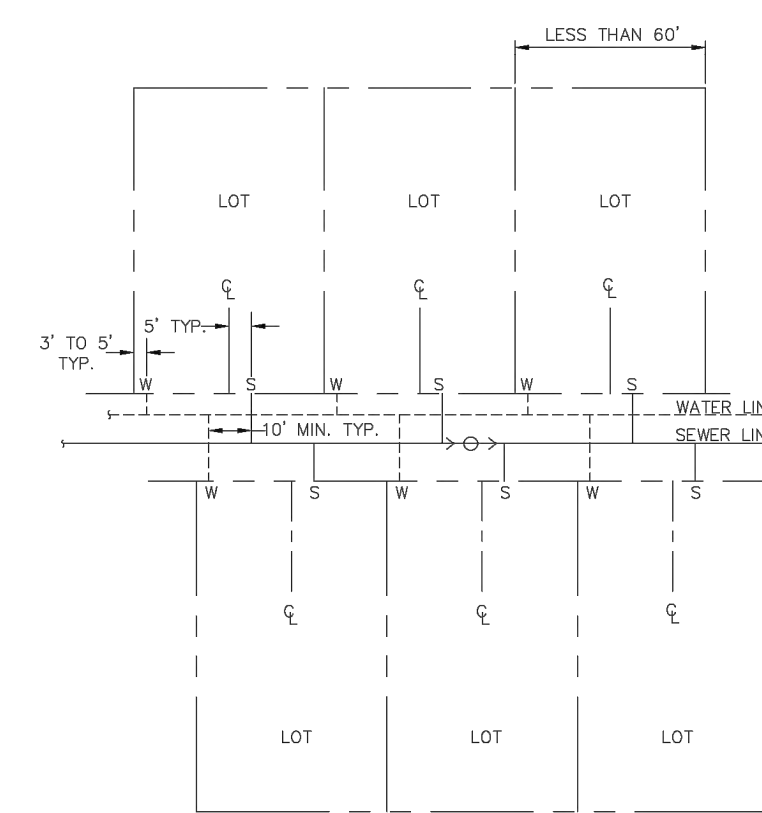 LESS THAN 60'
LOT LOT LOT
℄ ℄ ℄
5' TYP.
3' TO 5'
TYP.
W S W S W S
WATER LIN
10' MIN. TYP.
SEWER LIN
W S W S W S
℄ ℄ ℄
LOT LOT LOT